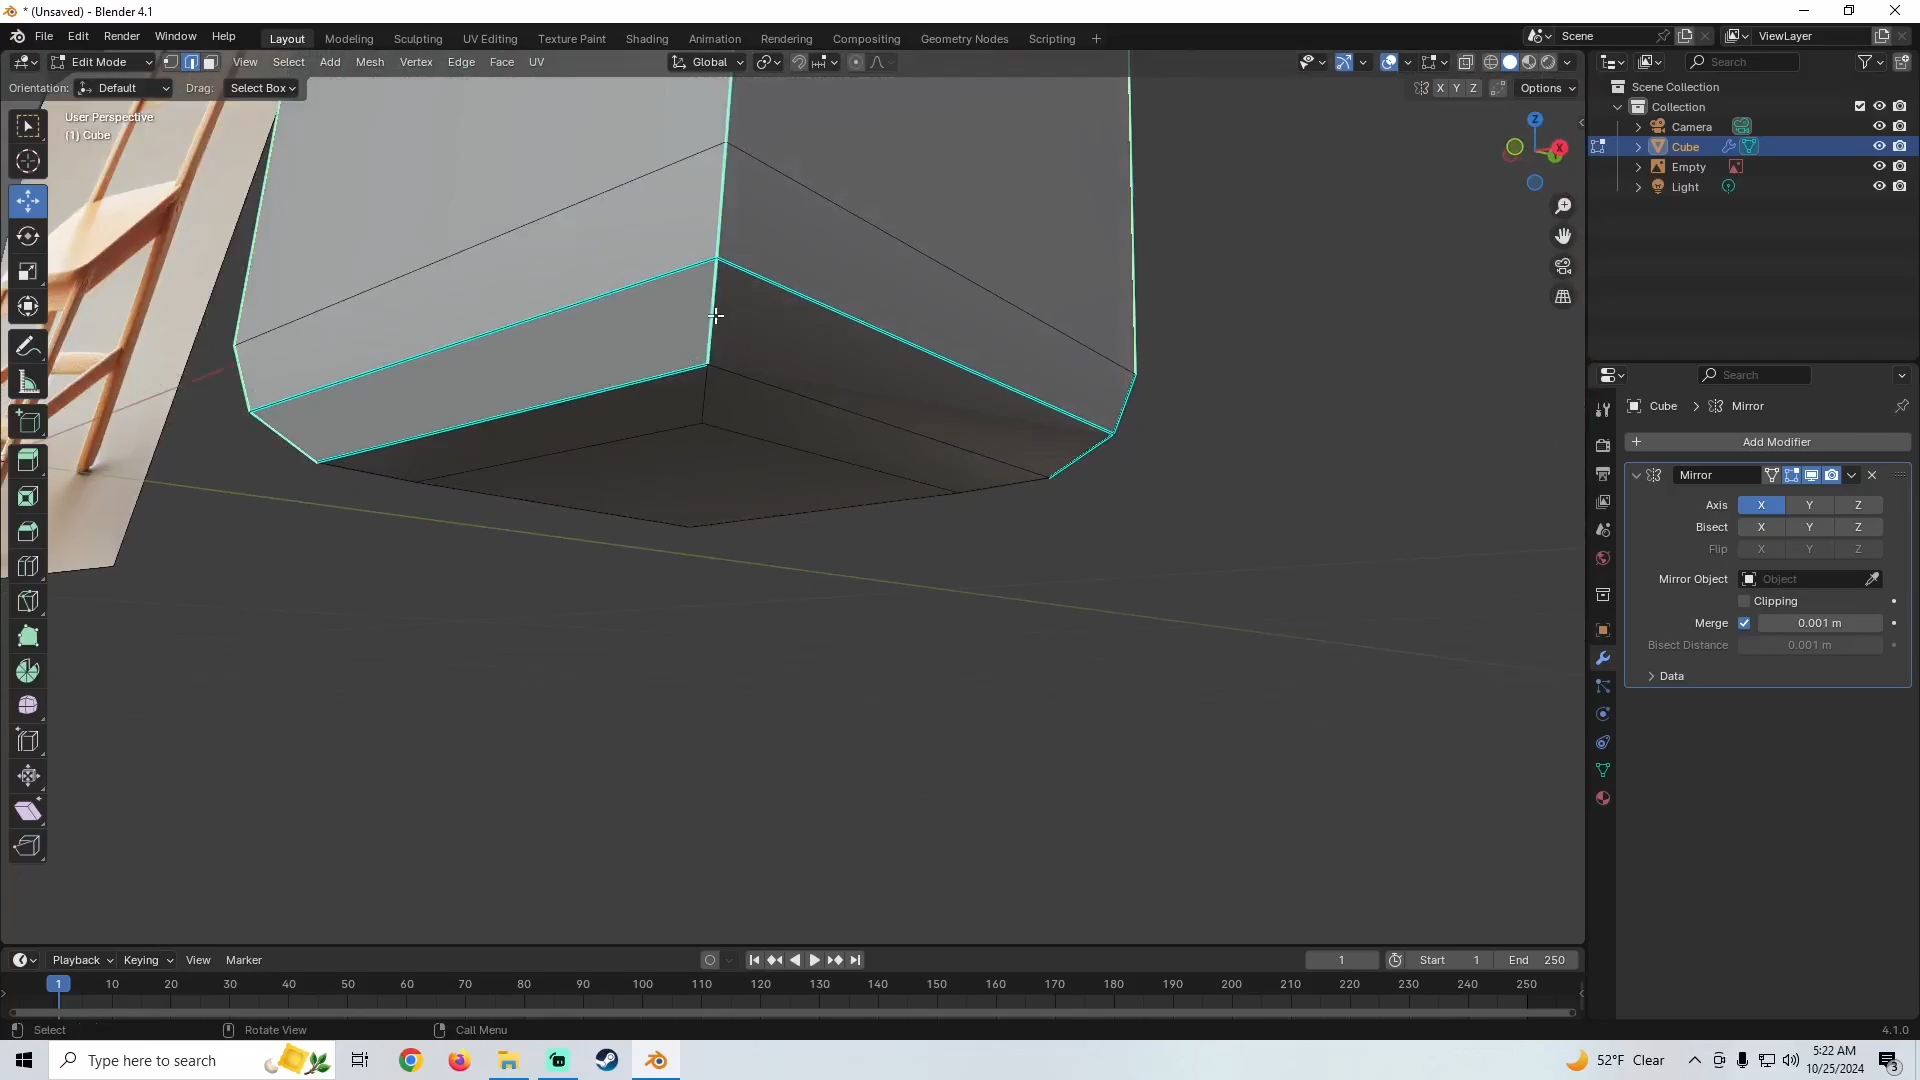 * (Unsaved) - Blender 4.1
File Edit Render Window Help
Layout Modeling Sculpting UV Editing Texture Paint Shading Animation Rendering Compositing Geometry Nodes Scripting +
Scene
ViewLayer
Edit Mode View Select Add Mesh Vertex Edge Face UV
Global
Search
Orientation: Default Drag: Select Box
X Y Z Options
User Perspective
(1) Cube
Z
X
Scene Collection
Collection
Camera
Cube
Empty
Light
Search
Cube > Mirror
+ Add Modifier
Mirror
Axis X Y Z
Bisect X Y Z
Flip X Y Z
Mirror Object Object
Clipping
Merge 0.001 m
Bisect Distance 0.001 m
Data
Playback Keying View Marker
1 Start 1 End 250
1 10 20 30 40 50 60 70 80 90 100 110 120 130 140 150 160 170 180 190 200 210 220 230 240 250
Select Rotate View Call Menu
4.1.0
Type here to search
52°F Clear
5:22 AM
10/25/2024
3